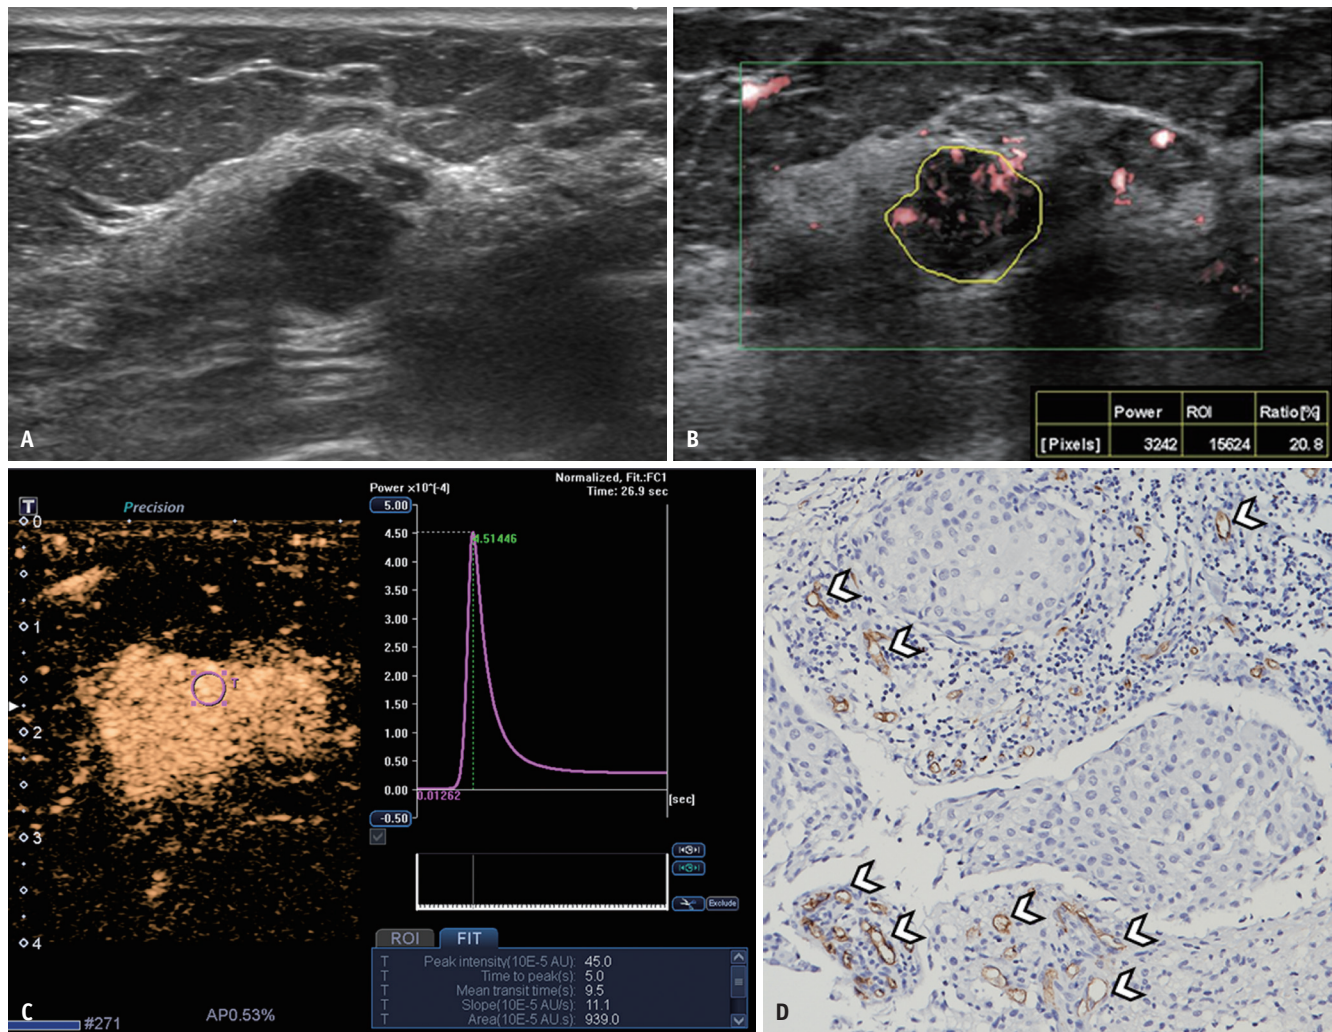 A
B
Power ROI Ratio[%]
[Pixels] 3242 15624 20.8
T
Precision
0
1
2
3
4
T
C
#271
AP0.53%
Normalized, Fit.:FC1
Time: 26.9 sec
Power x10^(-4)
5.00
4.50
4.51446
4.00
3.50
3.00
2.50
2.00
1.50
1.00
0.50
0.00
0.01262
[sec]
-0.50
Exclude
ROI FIT
T Peak intensity(10E-5 AU): 45.0
T Time to peak(s): 5.0
T Mean transit time(s): 9.5
T Slope(10E-5 AU/s): 11.1
T Area(10E-5 AU.s): 939.0
D